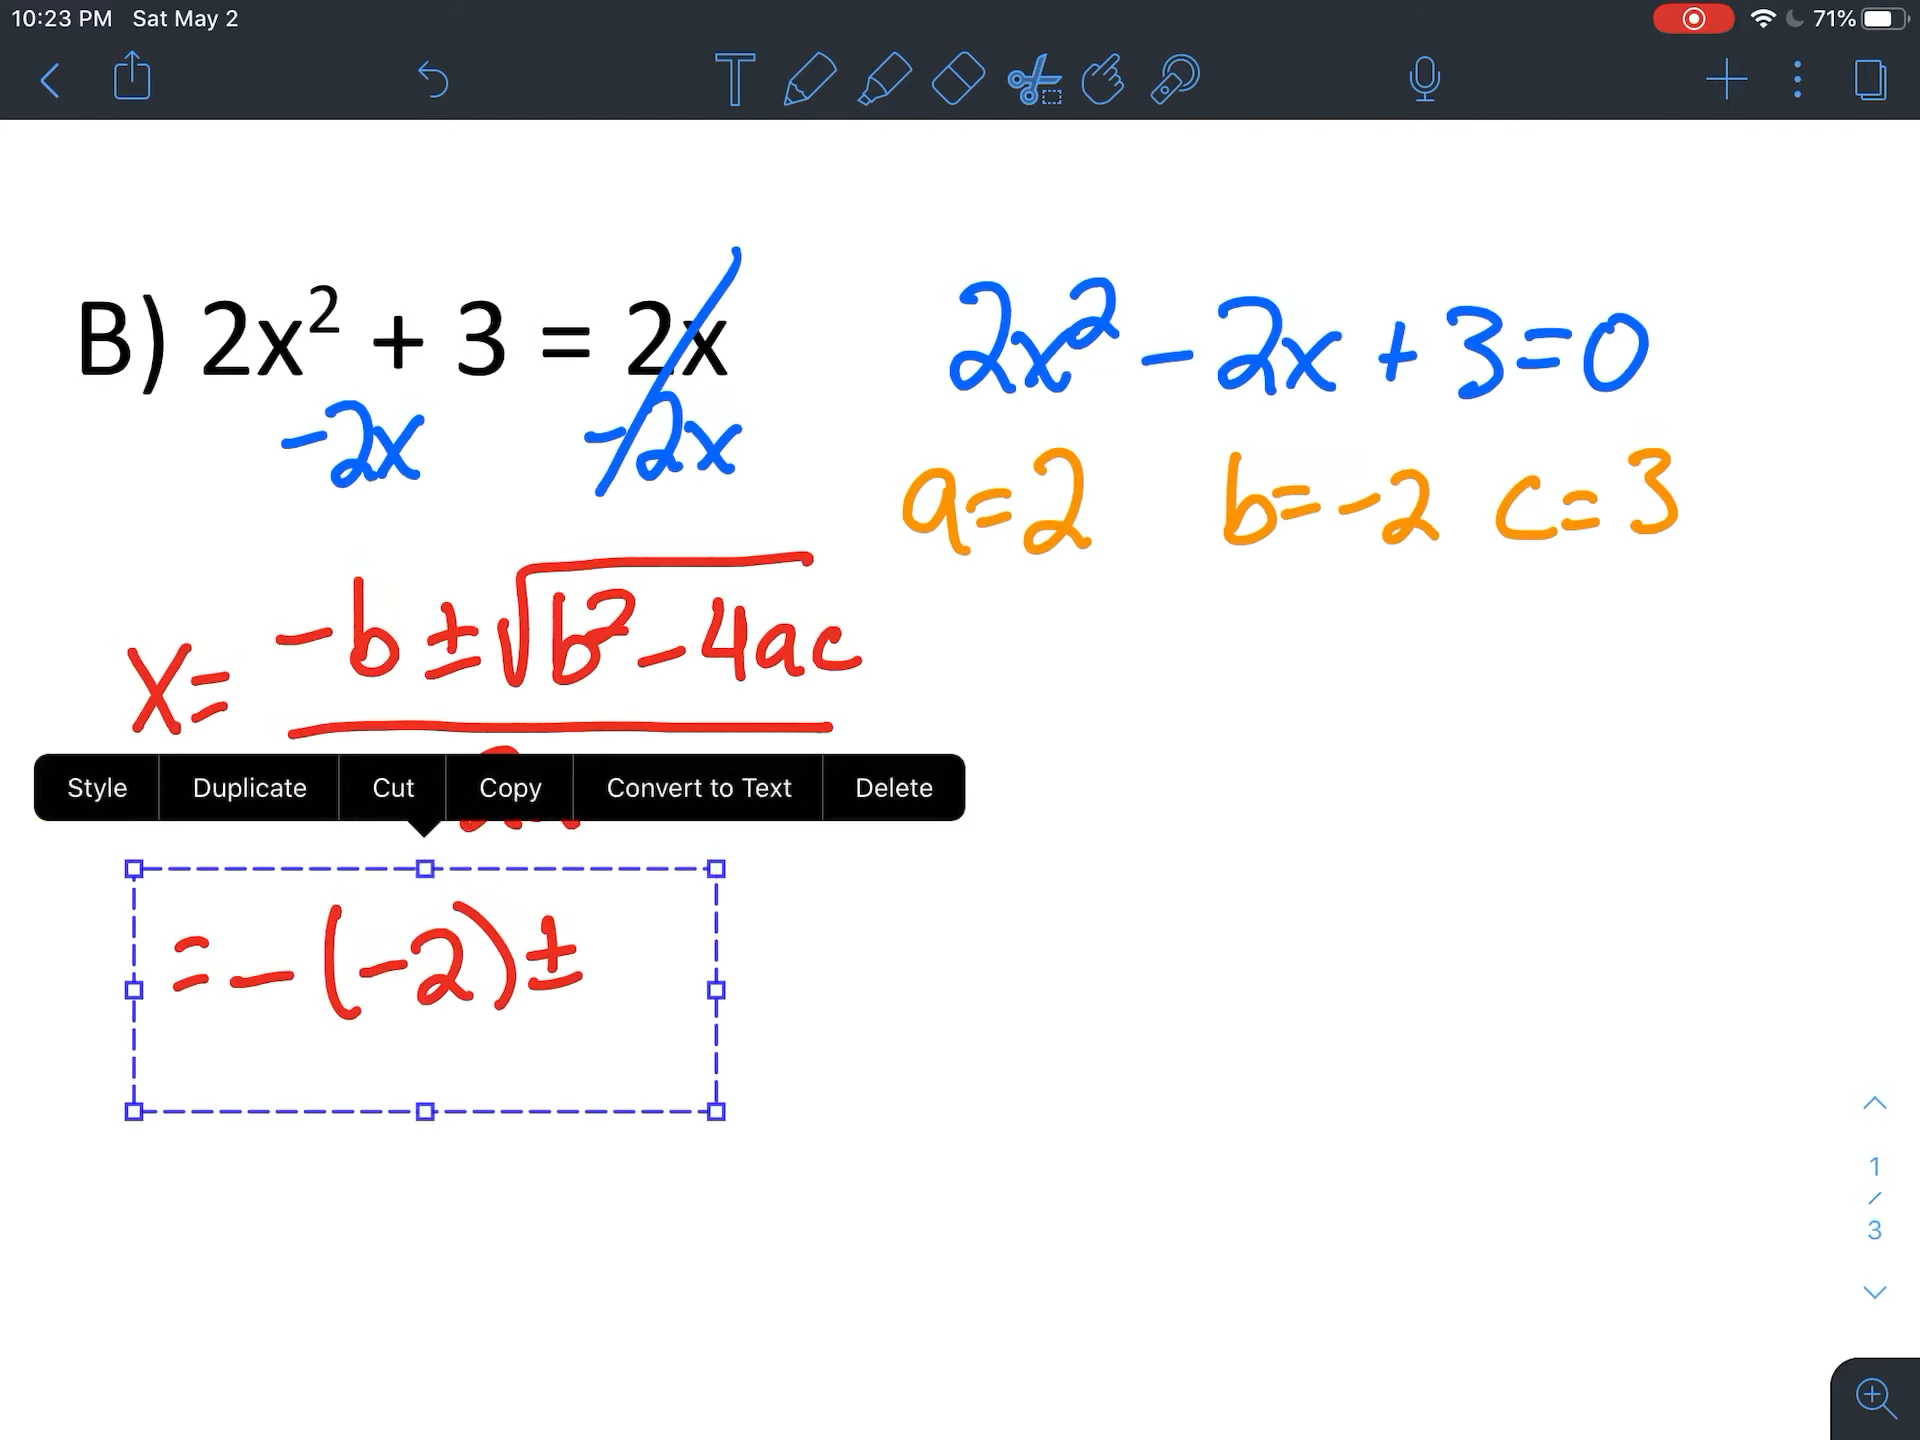 10:23 PM Sat May 2
71%
B) 2x² + 3 = 2x
-2x -2x
2x² - 2x + 3 = 0
a=2 b=-2 c=3
x= -b ± √b² - 4ac
Style Duplicate Cut Copy Convert to Text Delete
= - (-2) ±
1
/
3